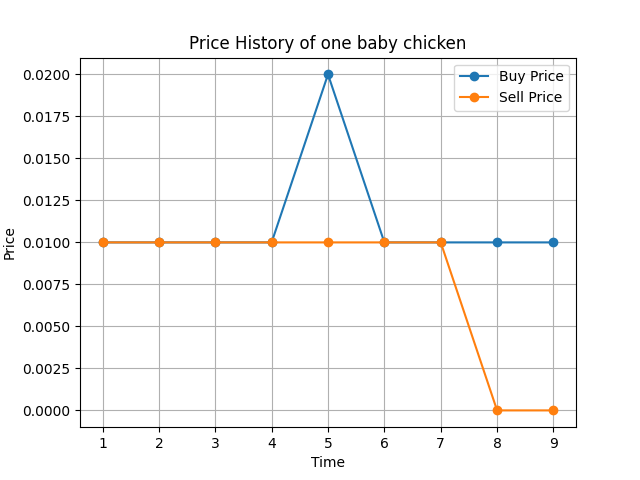 Price History of one baby chicken
Buy Price
Sell Price
0.0200
0.0175
0.0150
0.0125
0.0100
0.0075
0.0050
0.0025
0.0000
Price
1 2 3 4 5 6 7 8 9
Time